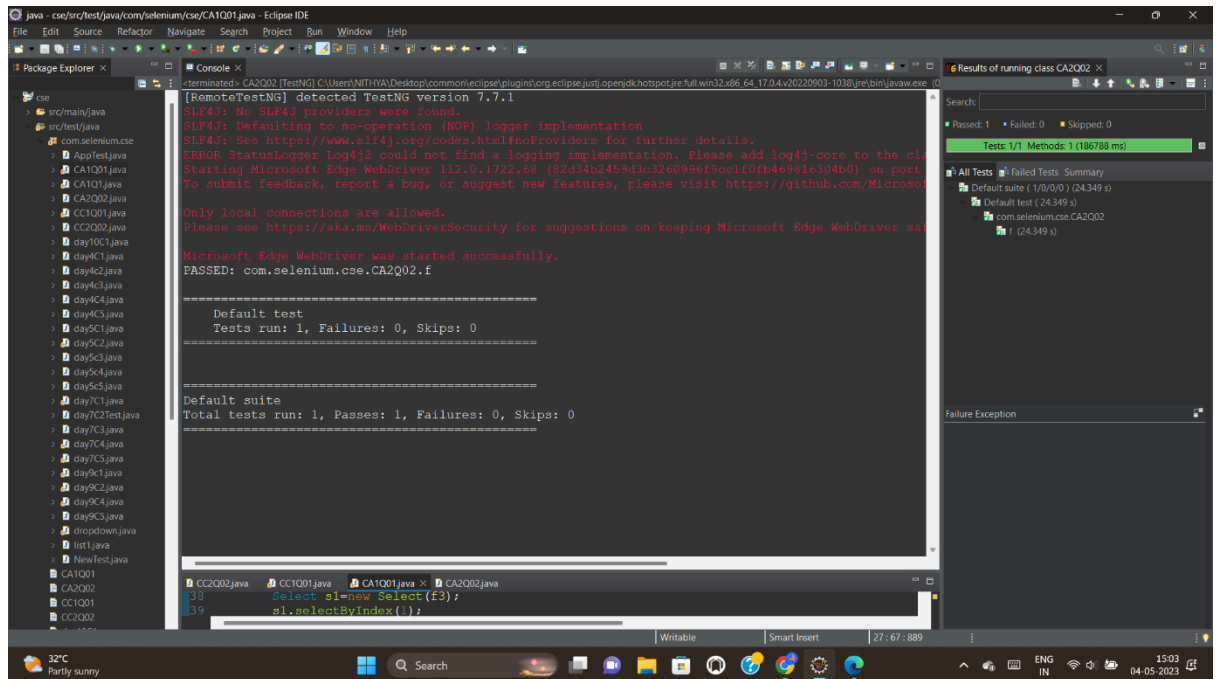 java - cse/src/test/java/com/selenium/cse/CA1Q01.java - Eclipse IDE
File Edit Source Refactor Navigate Search Project Run Window Help
Package Explorer
cse
src/main/java
src/test/java
com.selenium.cse
AppTest.java
CA1Q01.java
CA1Q1.java
CA2Q02.java
CC1Q01.java
CC2Q02.java
day10C1.java
day4C1.java
day4c2.java
day4c3.java
day4C4.java
day4C5.java
day5C1.java
day5C2.java
day5c3.java
day5c4.java
day5c5.java
day7C1.java
day7C2Test.java
day7C3.java
day7C4.java
day7C5.java
day9c1.java
day9C2.java
day9C4.java
day9C5.java
dropdown.java
list1.java
NewTest.java
CA1Q01
CA2Q02
CC1Q01
CC2Q02
Console
<terminated> CA2Q02 [TestNG] C:\Users\NITHYA\Desktop\common\eclipse\plugins\org.eclipse.justj.openjdk.hotspot.jre.full.win32.x86_64_17.0.4.v20220903-1038\jre\bin\javaw.exe (0
[RemoteTestNG] detected TestNG version 7.7.1
SLF4J: No SLF4J providers were found.
SLF4J: Defaulting to no-operation (NOP) logger implementation
SLF4J: See https://www.slf4j.org/codes.html#noProviders for further details.
ERROR StatusLogger Log4j2 could not find a logging implementation. Please add log4j-core to the cla
Starting Microsoft Edge WebDriver 112.0.1722.68 (82d34b2459d3c3260996f9cc1f0fb469816304b0) on port
To submit feedback, report a bug, or suggest new features, please visit https://github.com/Microsof
Only local connections are allowed.
Please see https://aka.ms/WebDriverSecurity for suggestions on keeping Microsoft Edge WebDriver saf
Microsoft Edge WebDriver was started successfully.
PASSED: com.selenium.cse.CA2Q02.f
===============================================
Default test
Tests run: 1, Failures: 0, Skips: 0
===============================================
===============================================
Default suite
Total tests run: 1, Passes: 1, Failures: 0, Skips: 0
===============================================
CC2Q02.java CC1Q01.java CA1Q01.java CA2Q02.java
38 Select s1=new Select(f3);
39 s1.selectByIndex(1);
Results of running class CA2Q02
Search:
Passed: 1 Failed: 0 Skipped: 0
Tests: 1/1 Methods: 1 (186788 ms)
All Tests Failed Tests Summary
Default suite ( 1/0/0/0 ) (24.349 s)
Default test ( 24.349 s)
com.selenium.cse.CA2Q02
f (24.349 s)
Failure Exception
Writable Smart Insert 27 : 67 : 889
32°C
Partly sunny
Search
ENG
IN
15:03
04-05-2023